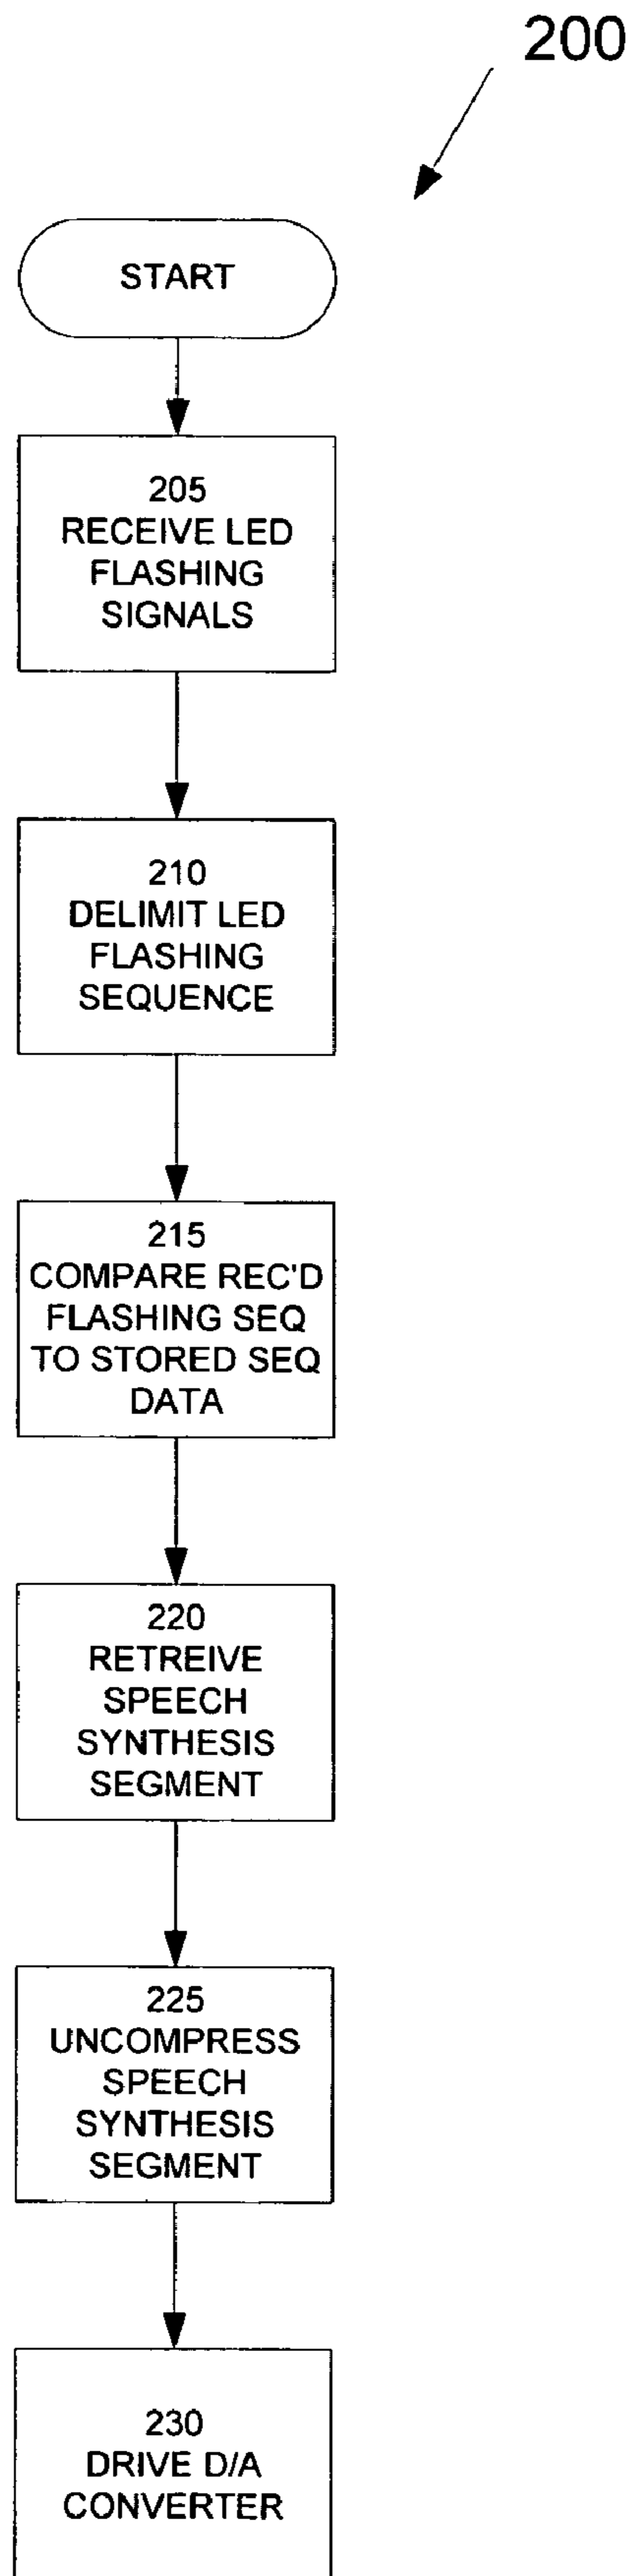 200
START
205
RECEIVE LED
FLASHING
SIGNALS
210
DELIMIT LED
FLASHING
SEQUENCE
215
COMPARE REC'D
FLASHING SEQ
TO STORED SEQ
DATA
220
RETREIVE
SPEECH
SYNTHESIS
SEGMENT
225
UNCOMPRESS
SPEECH
SYNTHESIS
SEGMENT
230
DRIVE D/A
CONVERTER